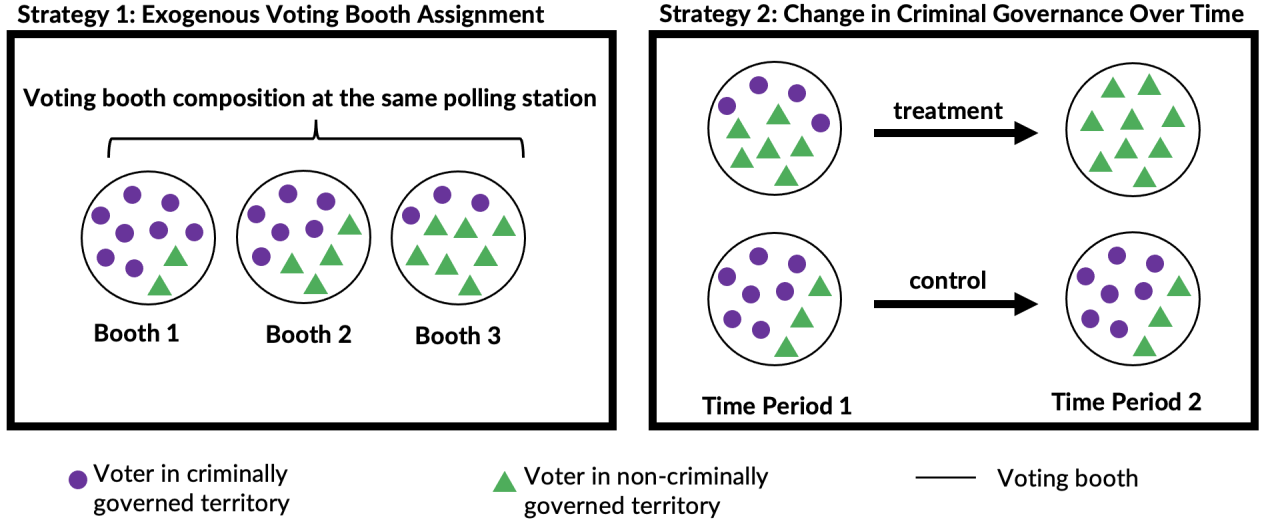 Strategy 1: Exogenous Voting Booth Assignment
Voting booth composition at the same polling station
Booth 1
Booth 2
Booth 3
Strategy 2: Change in Criminal Governance Over Time
treatment
control
Time Period 1
Time Period 2
Voter in criminally
governed territory
Voter in non-criminally
governed territory
Voting booth